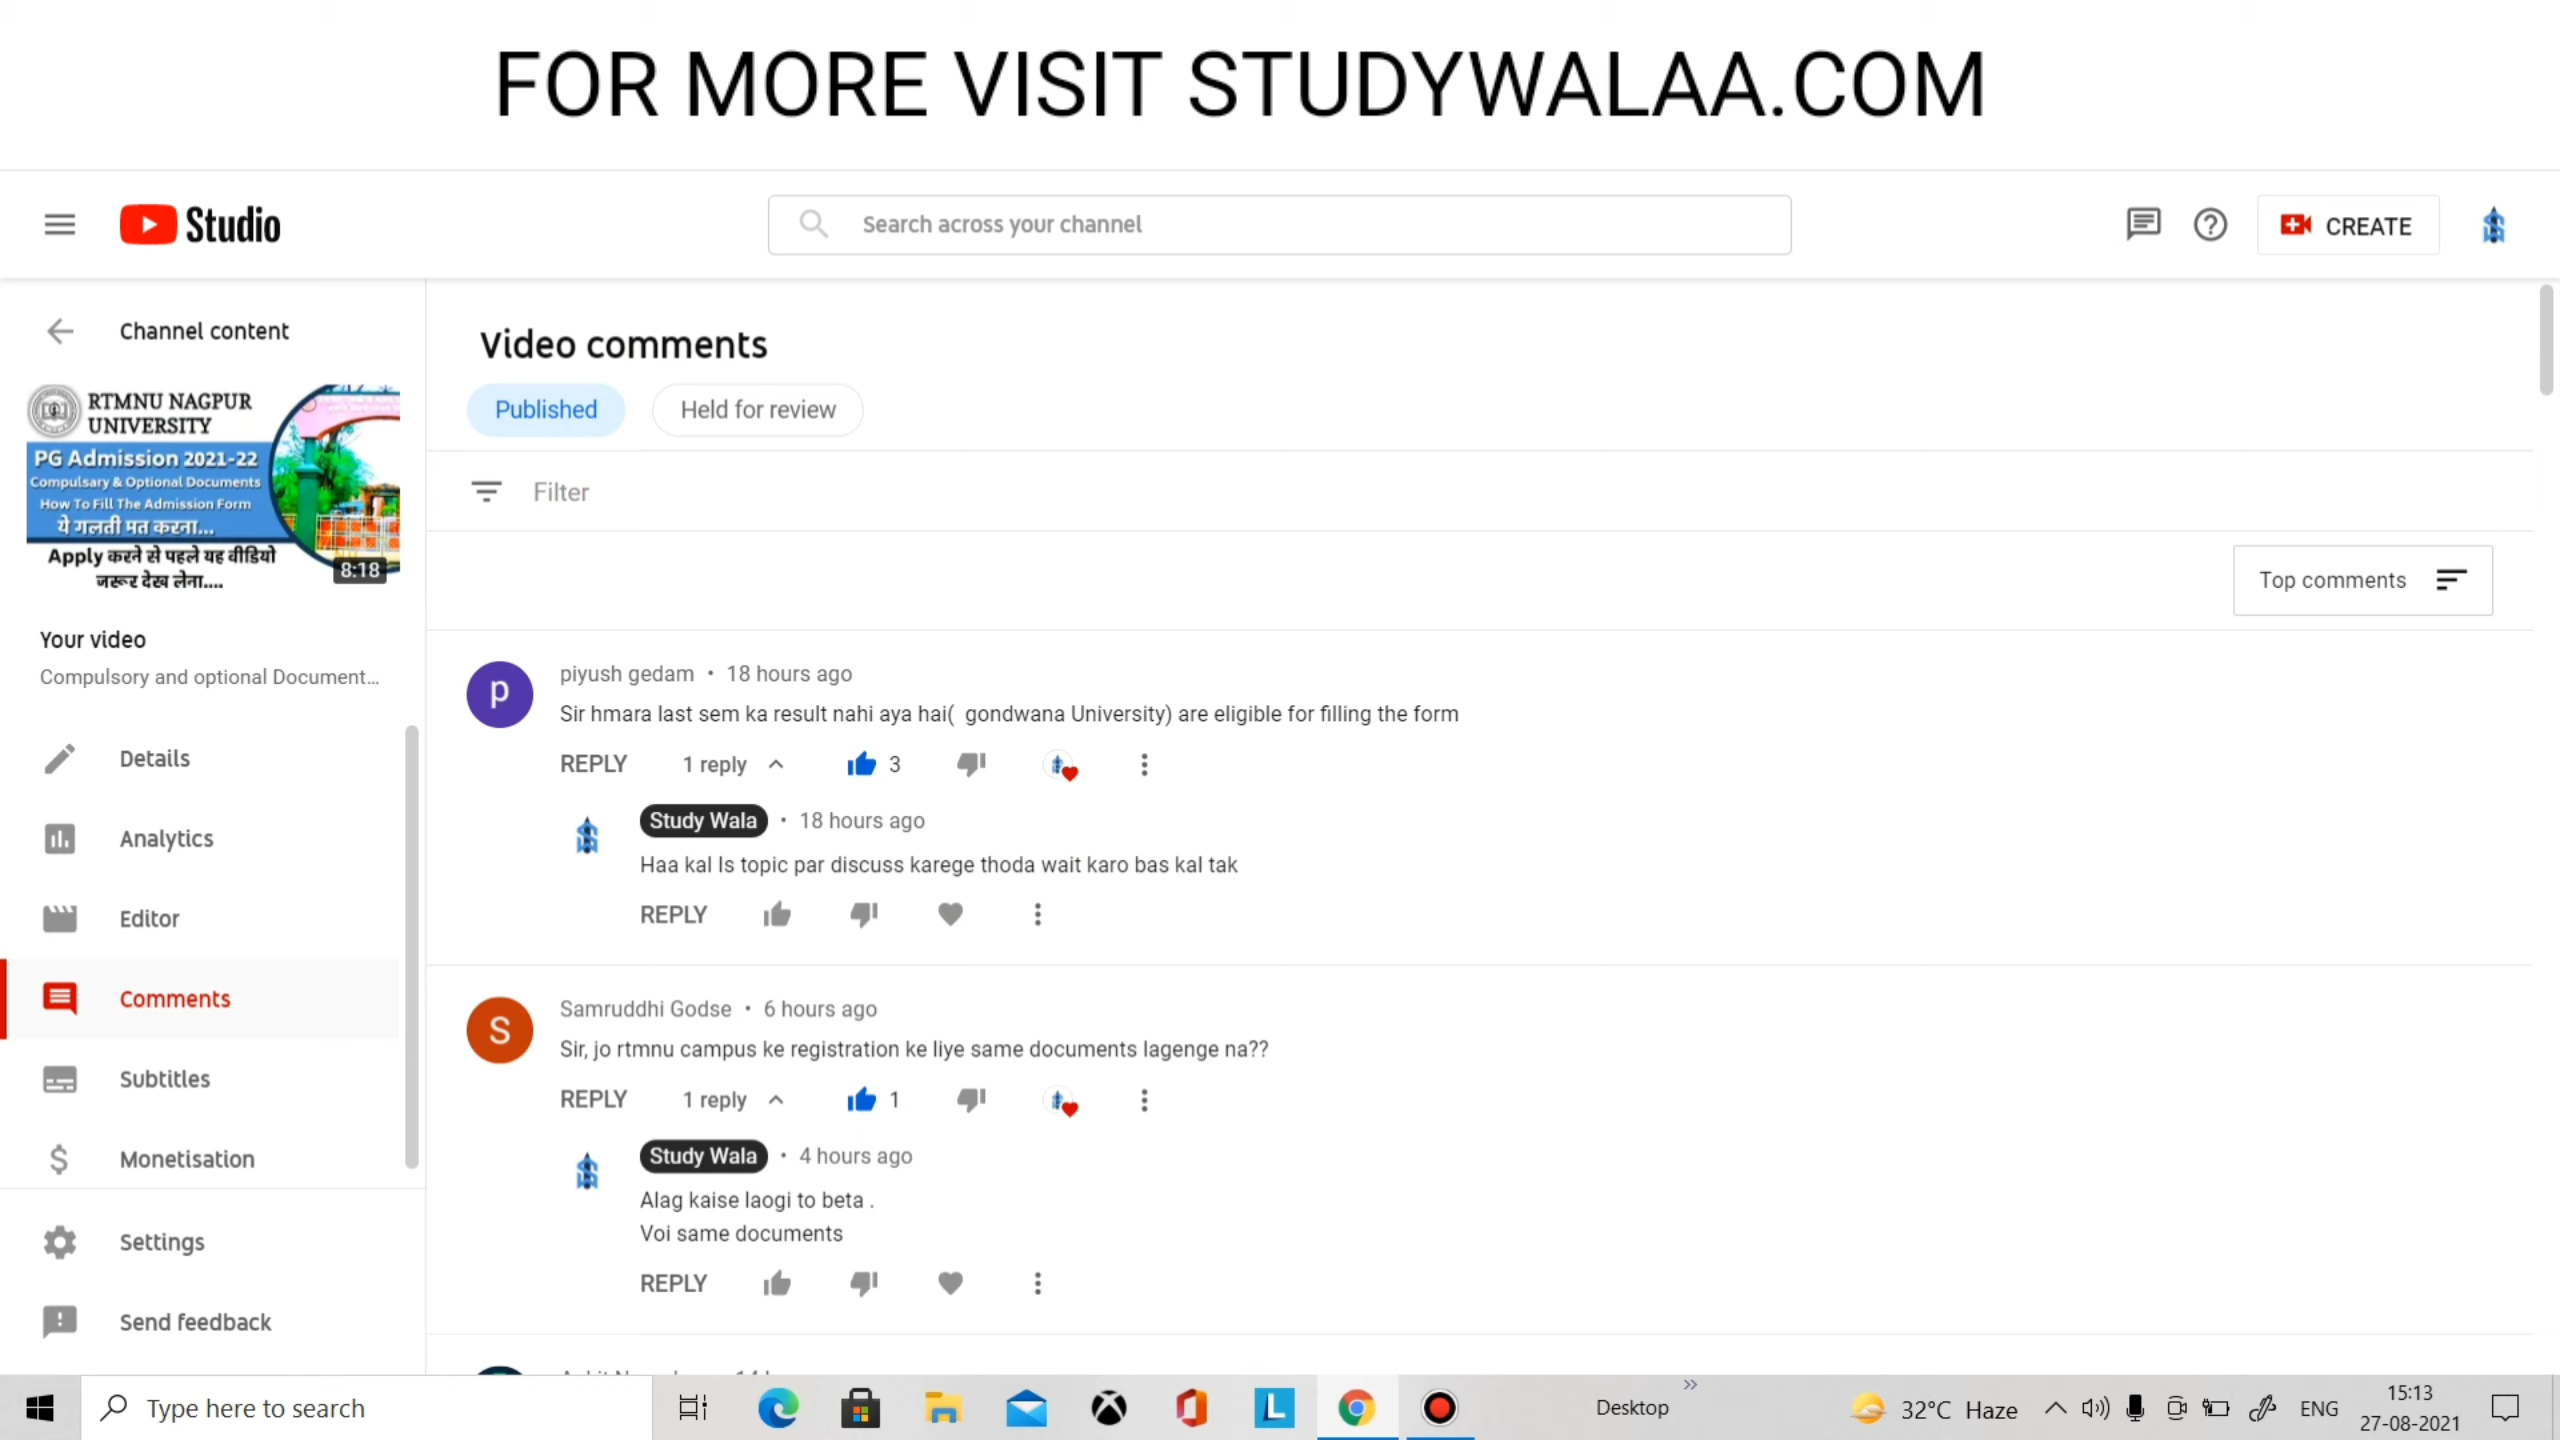 FOR MORE VISIT STUDYWALAA.COM
Studio
Search across your channel
CREATE
Channel content
RTMNU NAGPUR
UNIVERSITY
PG Admission 2021-22
Compulsary & Optional Documents
How To Fill The Admission Form
ये गलती मत करना...
Apply करने से पहले यह वीडियो
जरूर देख लेना....
8:18
Your video
Compulsory and optional Document...
Details
Analytics
Editor
Comments
Subtitles
Monetisation
Settings
Send feedback
Video comments
Published
Held for review
Filter
Top comments
p
piyush gedam • 18 hours ago
Sir hmara last sem ka result nahi aya hai( gondwana University) are eligible for filling the form
REPLY 1 reply 3
Study Wala • 18 hours ago
Haa kal Is topic par discuss karege thoda wait karo bas kal tak
REPLY
S
Samruddhi Godse • 6 hours ago
Sir, jo rtmnu campus ke registration ke liye same documents lagenge na??
REPLY 1 reply 1
Study Wala • 4 hours ago
Alag kaise laogi to beta .
Voi same documents
REPLY
Type here to search
L
Desktop
32°C Haze
ENG
15:13
27-08-2021